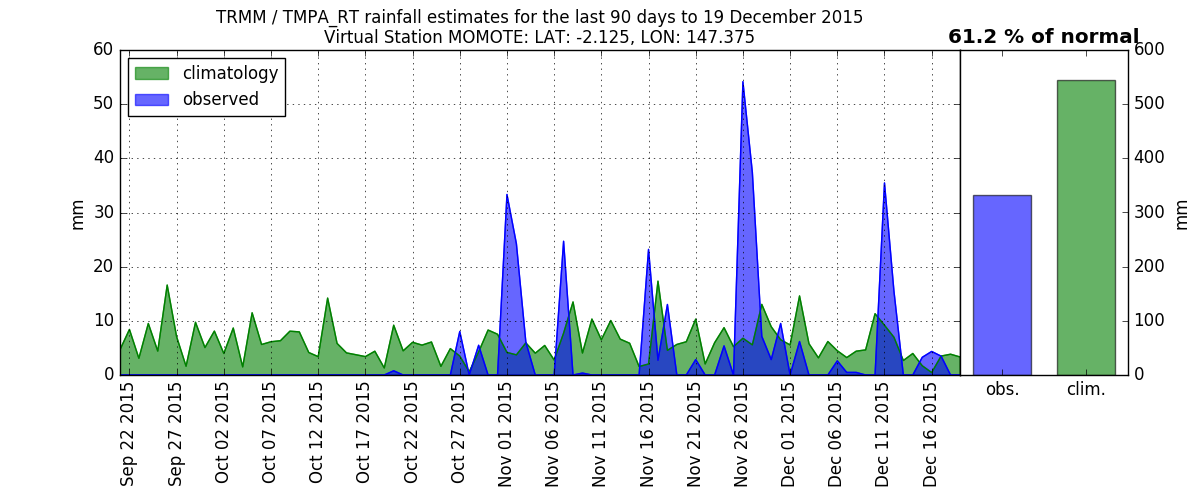 TRMM / TMPA_RT rainfall estimates for the last 90 days to 19 December 2015
Virtual Station MOMOTE: LAT: -2.125, LON: 147.375
61.2 % of normal
climatology
observed
60
50
40
30
20
10
0
mm
Sep 22 2015
Sep 27 2015
Oct 02 2015
Oct 07 2015
Oct 12 2015
Oct 17 2015
Oct 22 2015
Oct 27 2015
Nov 01 2015
Nov 06 2015
Nov 11 2015
Nov 16 2015
Nov 21 2015
Nov 26 2015
Dec 01 2015
Dec 06 2015
Dec 11 2015
Dec 16 2015
600
500
400
300
200
100
0
mm
obs.
clim.